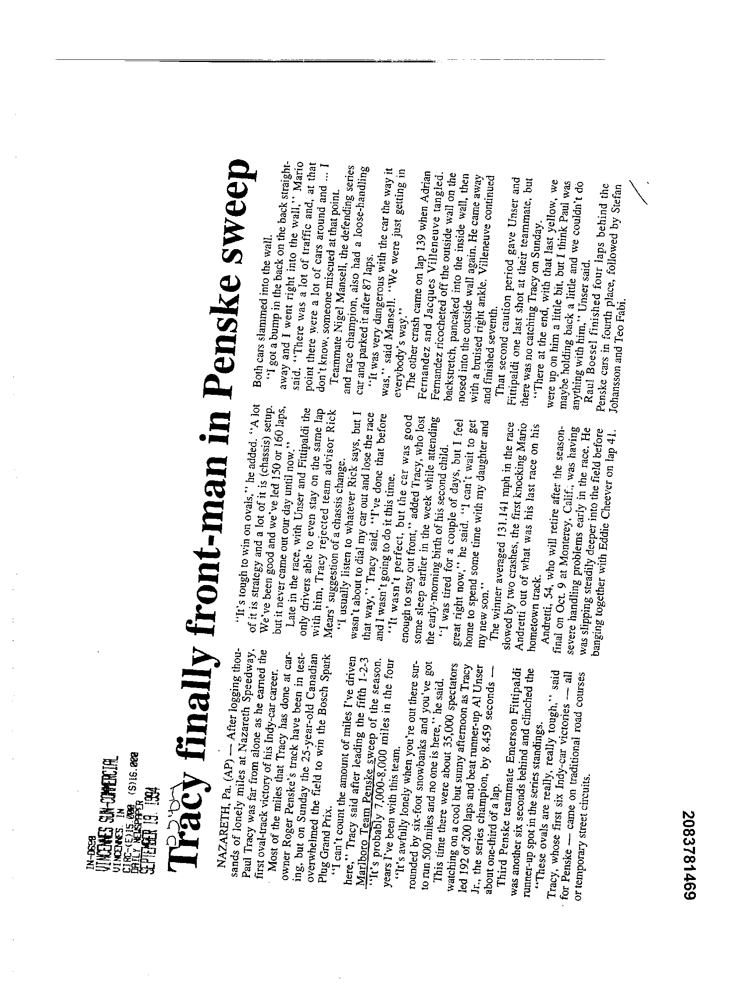 IN-0620
VINCENNES SUN-COMMERCIAL
VINCENNES, IN
CIRC-(E)15,000 (S)16,000
DAILY NEWSPAPER
SEPTEMBER 19, 1994
Tracy finally front-man in Penske sweep
NAZARETH, Pa. (AP) — After logging thou-
sands of lonely miles at Nazareth Speedway,
Paul Tracy was far from alone as he earned the
first oval-track victory of his Indy-car career.
Most of the miles that Tracy has done at car-
owner Roger Penske's track have been in test-
ing, but on Sunday the 25-year-old Canadian
overwhelmed the field to win the Bosch Spark
Plug Grand Prix.
"I can't count the amount of miles I've driven
here," Tracy said after leading the fifth 1-2-3
Marlboro Team Penske sweep of the season.
"It's probably 7,000-8,000 miles in the four
years I've been with this team.
"It's awfully lonely when you're out there sur-
rounded by six-foot snowbanks and you've got
to run 500 miles and no one is here," he said.
This time there were about 35,000 spectators
watching on a cool but sunny afternoon as Tracy
led 192 of 200 laps and beat runner-up Al Unser
Jr., the series champion, by 8.459 seconds —
about one-third of a lap.
Third Penske teammate Emerson Fittipaldi
was another six seconds behind and clinched the
runner-up spot in the series standings.
"These ovals are really, really tough," said
Tracy, whose first six Indy-car victories — all
for Penske — came on traditional road courses
or temporary street circuits.
"It's tough to win on ovals," he added. "A lot
of it is strategy and a lot of it is (chassis) setup.
We've been good and we've led 150 or 160 laps,
but it never came out our day until now."
Late in the race, with Unser and Fittipaldi the
only drivers able to even stay on the same lap
with him, Tracy rejected team advisor Rick
Mears' suggestion of a chassis change.
"I usually listen to whatever Rick says, but I
wasn't about to dial my car out and lose the race
that way," Tracy said. "I've done that before
and I wasn't going to do it this time.
"It wasn't perfect, but the car was good
enough to stay out front," added Tracy, who lost
some sleep earlier in the week while attending
the early-morning birth of his second child.
"I was tired for a couple of days, but I feel
great right now," he said. "I can't wait to get
home to spend some time with my daughter and
my new son."
The winner averaged 131.141 mph in the race
slowed by two crashes, the first knocking Mario
Andretti out of what was his last race on his
hometown track.
Andretti, 54, who will retire after the season-
final on Oct. 9 at Monterey, Calif., was having
severe handling problems early in the race. He
was slipping steadily deeper into the field before
banging together with Eddie Cheever on lap 41.
Both cars slammed into the wall.
"I got a bump in the back on the back straight-
away and I went right into the wall," Mario
said. "There was a lot of traffic and, at that
point there were a lot of cars around and ... I
don't know, someone miscued at that point.
Teammate Nigel Mansell, the defending series
and race champion, also had a loose-handling
car and parked it after 87 laps.
"It was very dangerous with the car the way it
was," said Mansell. "We were just getting in
everybody's way."
The other crash came on lap 139 when Adrian
Fernandez and Jacques Villeneuve tangled.
Fernandez ricocheted off the outside wall on the
backstretch, pancaked into the inside wall, then
nosed into the outside wall again. He came away
with a bruised right ankle. Villeneuve continued
and finished seventh.
That second caution period gave Unser and
Fittipaldi one last shot at their teammate, but
there was no catching Tracy on Sunday.
"There at the end, with that last yellow, we
were up on him a little bit, but I think Paul was
maybe holding back a little and we couldn't do
anything with him," Unser said.
Raul Boesel finished four laps behind the
Penske cars in fourth place, followed by Stefan
Johansson and Teo Fabi.
2083781469